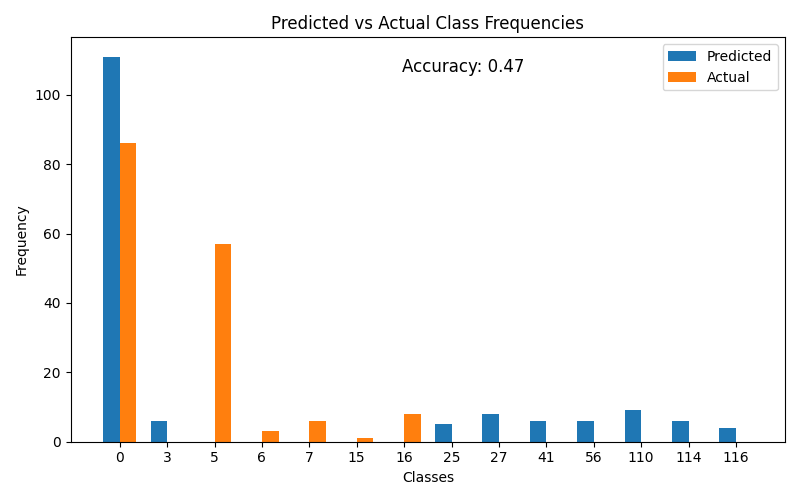 Predicted vs Actual Class Frequencies
Accuracy: 0.47
Predicted
Actual
Frequency
100
80
60
40
20
0
0 3 5 6 7 15 16 25 27 41 56 110 114 116
Classes